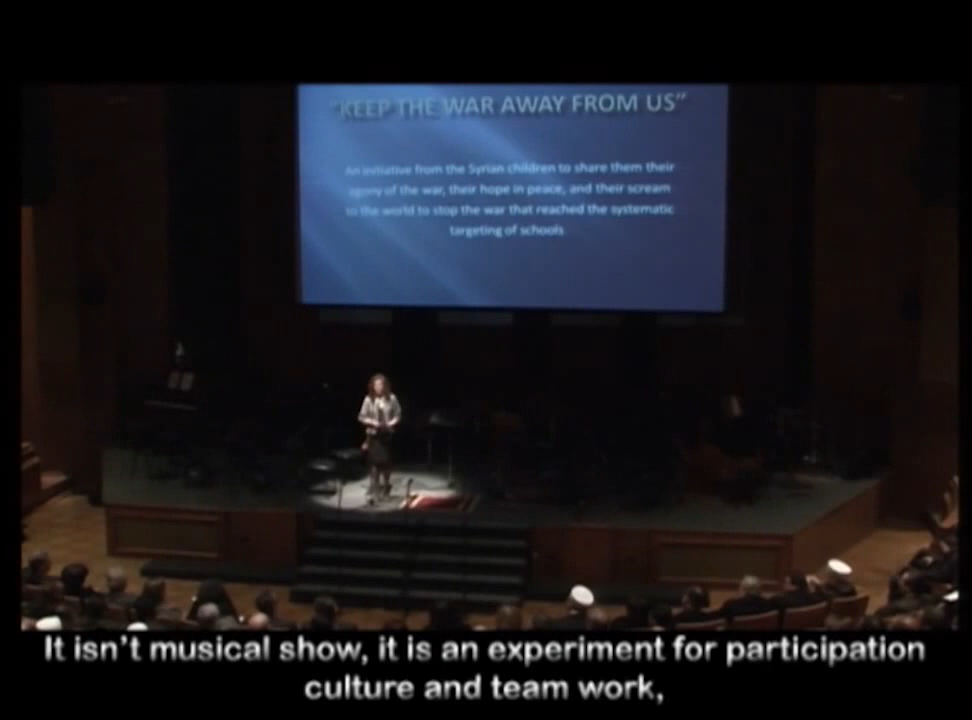 "KEEP THE WAR AWAY FROM US"
An initiative from the Syrian children to share them their
agony of the war, their hope in peace, and their scream
to the world to stop the war that reached the systematic
targeting of schools
It isn't musical show, it is an experiment for participation
culture and team work,